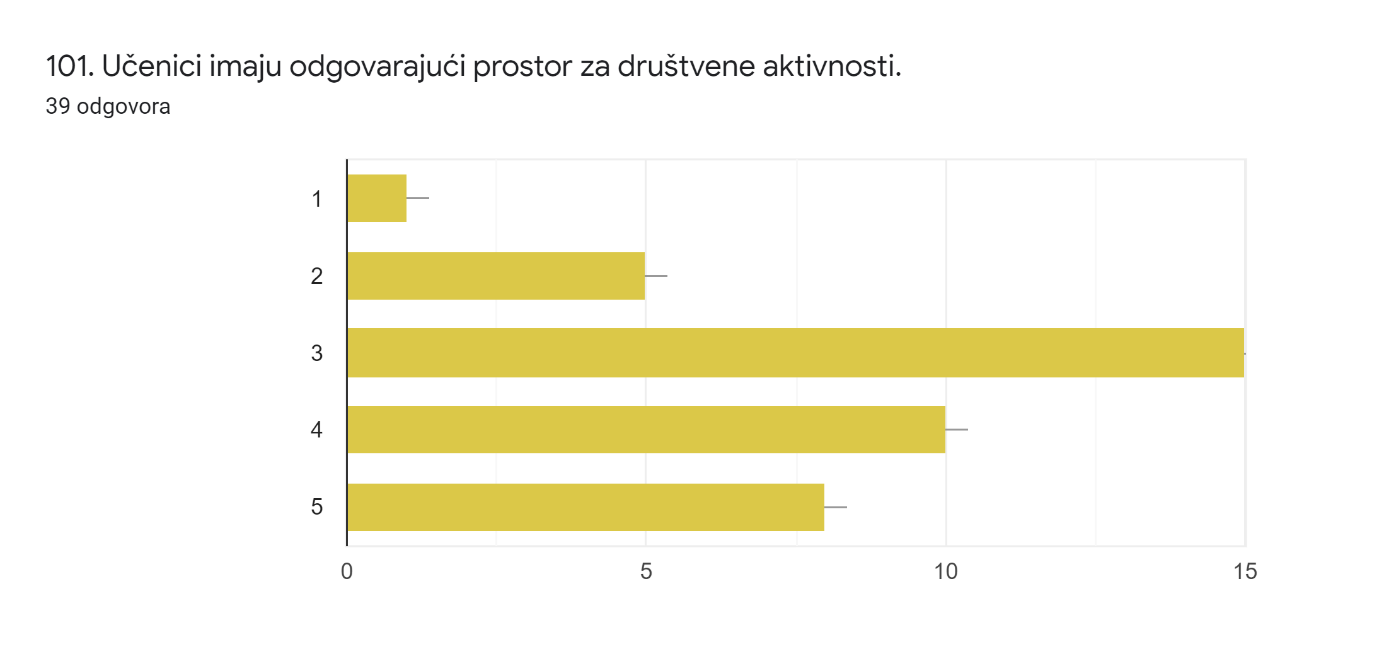 101. Učenici imaju odgovarajući prostor za društvene aktivnosti.
39 odgovora
1
2
3
4
5
0 5 10 15